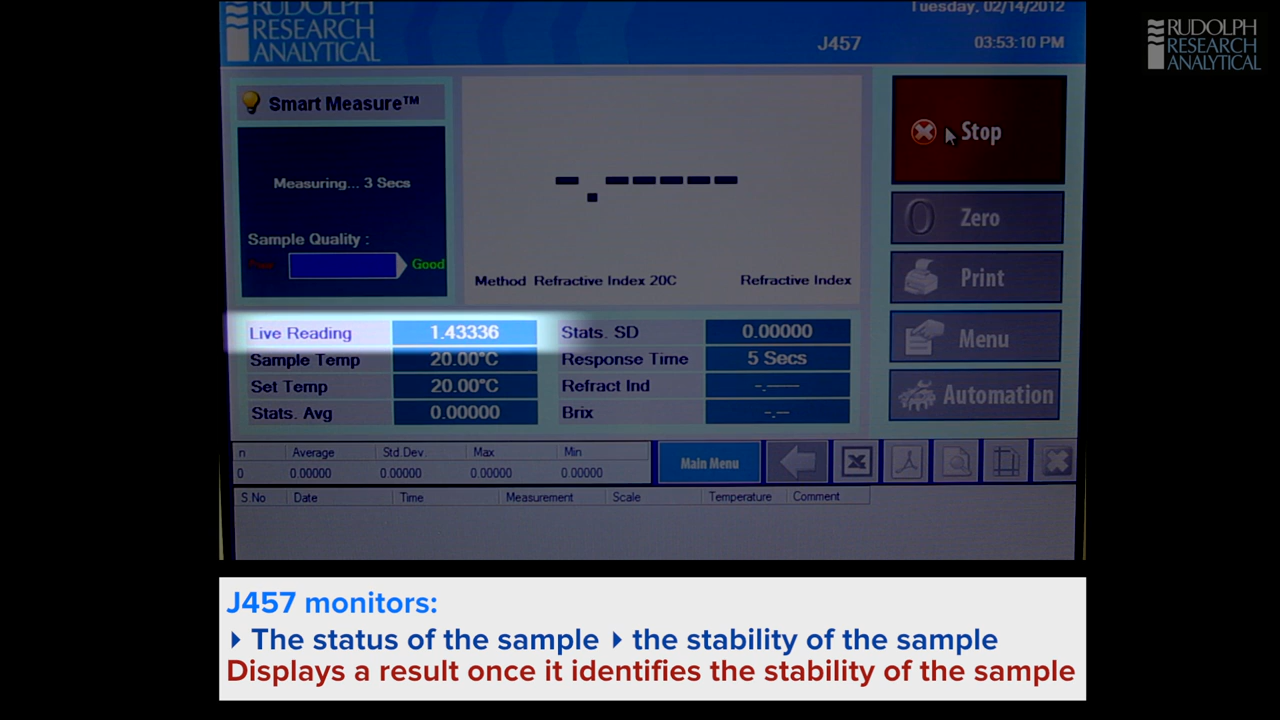 RUDOLPH
RESEARCH
ANALYTICAL
Tuesday, 02/14/2012
J457
03:53:10 PM
RUDOLPH
RESEARCH
ANALYTICAL
Smart Measure™
Measuring... 3 Secs
Sample Quality :
Good
Method Refractive Index 20C
Refractive Index
Stop
Zero
Print
Menu
Automation
Live Reading 1.43336 Stats. SD 0.00000
Sample Temp 20.00°C Response Time 5 Secs
Set Temp 20.00°C Refract Ind -.-----
Stats. Avg 0.00000 Brix -.--
n Average Std.Dev. Max Min
0 0.00000 0.00000 0.00000 0.00000
Main Menu
S.No Date Time Measurement Scale Temperature Comment
J457 monitors:
The status of the sample the stability of the sample
Displays a result once it identifies the stability of the sample